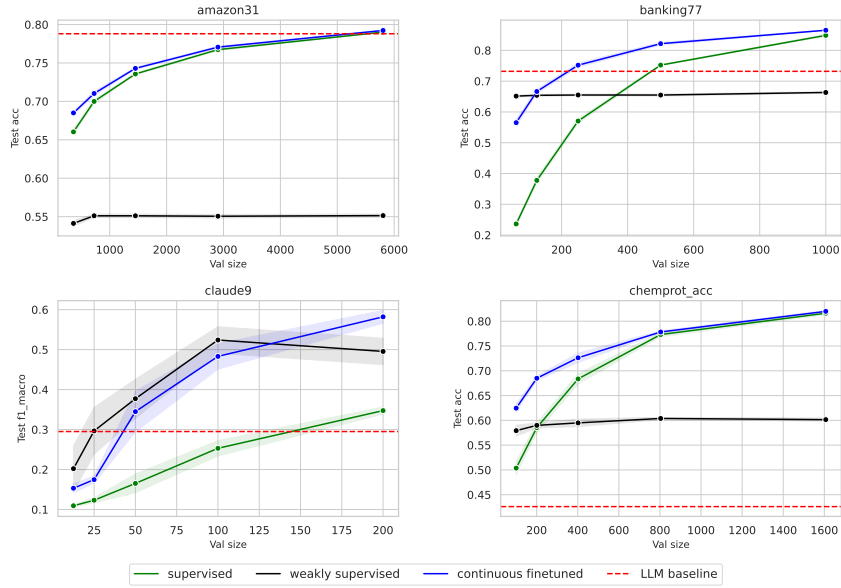 amazon31
0.80
0.75
0.70
0.65
0.60
0.55
Test acc
1000 2000 3000 4000 5000 6000
Val size
banking77
0.8
0.7
0.6
0.5
0.4
0.3
0.2
Test acc
200 400 600 800 1000
Val size
claude9
0.6
0.5
0.4
0.3
0.2
0.1
Test f1_macro
25 50 75 100 125 150 175 200
Val size
chemprot_acc
0.80
0.75
0.70
0.65
0.60
0.55
0.50
0.45
Test acc
200 400 600 800 1000 1200 1400 1600
Val size
supervised weakly supervised continuous finetuned LLM baseline